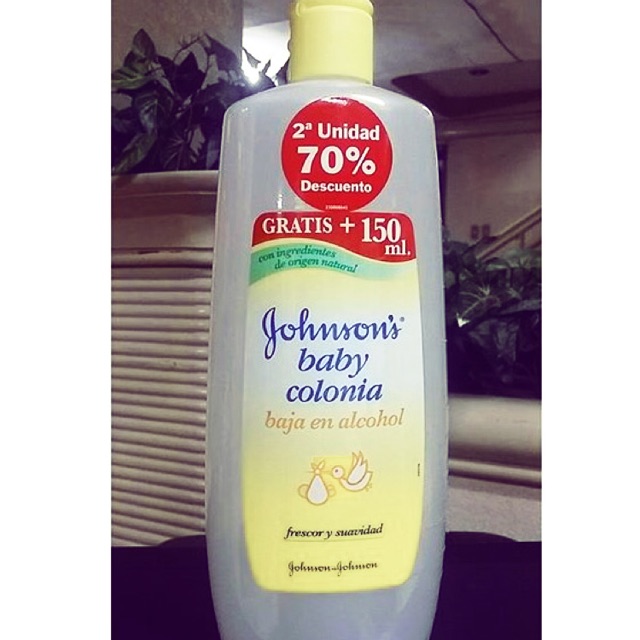 2ª Unidad
70%
Descuento
GRATIS + 150
ml.
con ingredientes
de origen natural
Johnson's®
baby
colonia
baja en alcohol
frescor y suavidad
Johnson & Johnson